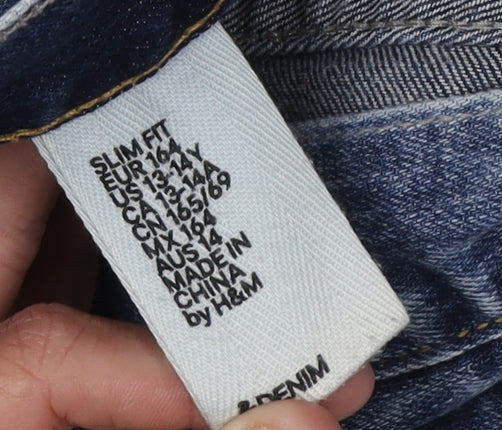 SLIM FIT
EUR 164
US 13-14Y
CA 13-14A
CN 165/69
MX 164
AUS 14
MADE IN
CHINA
by H&M
& DENIM